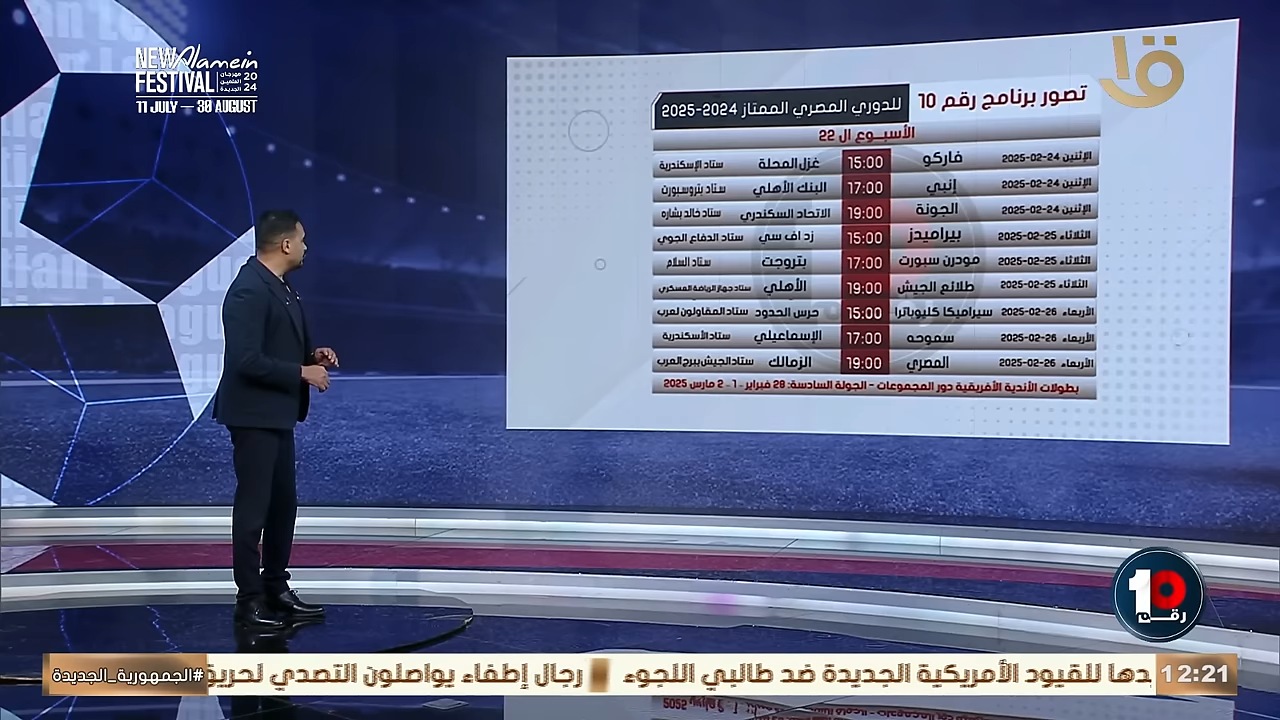 NEW Alamein
FESTIVAL مهرجان العلمين الجديدة 2024
11 JULY — 30 AUGUST
تصور برنامج رقم 10 للدوري المصري الممتاز 2024-2025
الأسبوع ال 22
الإثنين 24-02-2025 فاركو 15:00 غزل المحلة ستاد الإسكندرية
الإثنين 24-02-2025 إنبي 17:00 البنك الأهلي ستاد بتروسبورت
الإثنين 24-02-2025 الجونة 19:00 الاتحاد السكندري ستاد خالد بشاره
الثلاثاء 25-02-2025 بيراميدز 15:00 زد اف سي ستاد الدفاع الجوي
الثلاثاء 25-02-2025 مودرن سبورت 17:00 بتروجت ستاد السلام
الثلاثاء 25-02-2025 طلائع الجيش 19:00 الأهلي ستاد جهاز الرياضة العسكري
الأربعاء 26-02-2025 سيراميكا كليوباترا 15:00 حرس الحدود ستاد المقاولون لعرب
الأربعاء 26-02-2025 سموحه 17:00 الإسماعيلي ستاد الأسكندرية
الأربعاء 26-02-2025 المصري 19:00 الزمالك ستاد الجيش ببرج العرب
بطولات الأندية الأفريقية دور المجموعات - الجولة السادسة: 28 فبراير - 1 - 2 مارس 2025
رقم 10
12:21 دها للقيود الأمريكية الجديدة ضد طالبي اللجوء رجال إطفاء يواصلون التصدي لحريق #الجمهورية_الجديدة